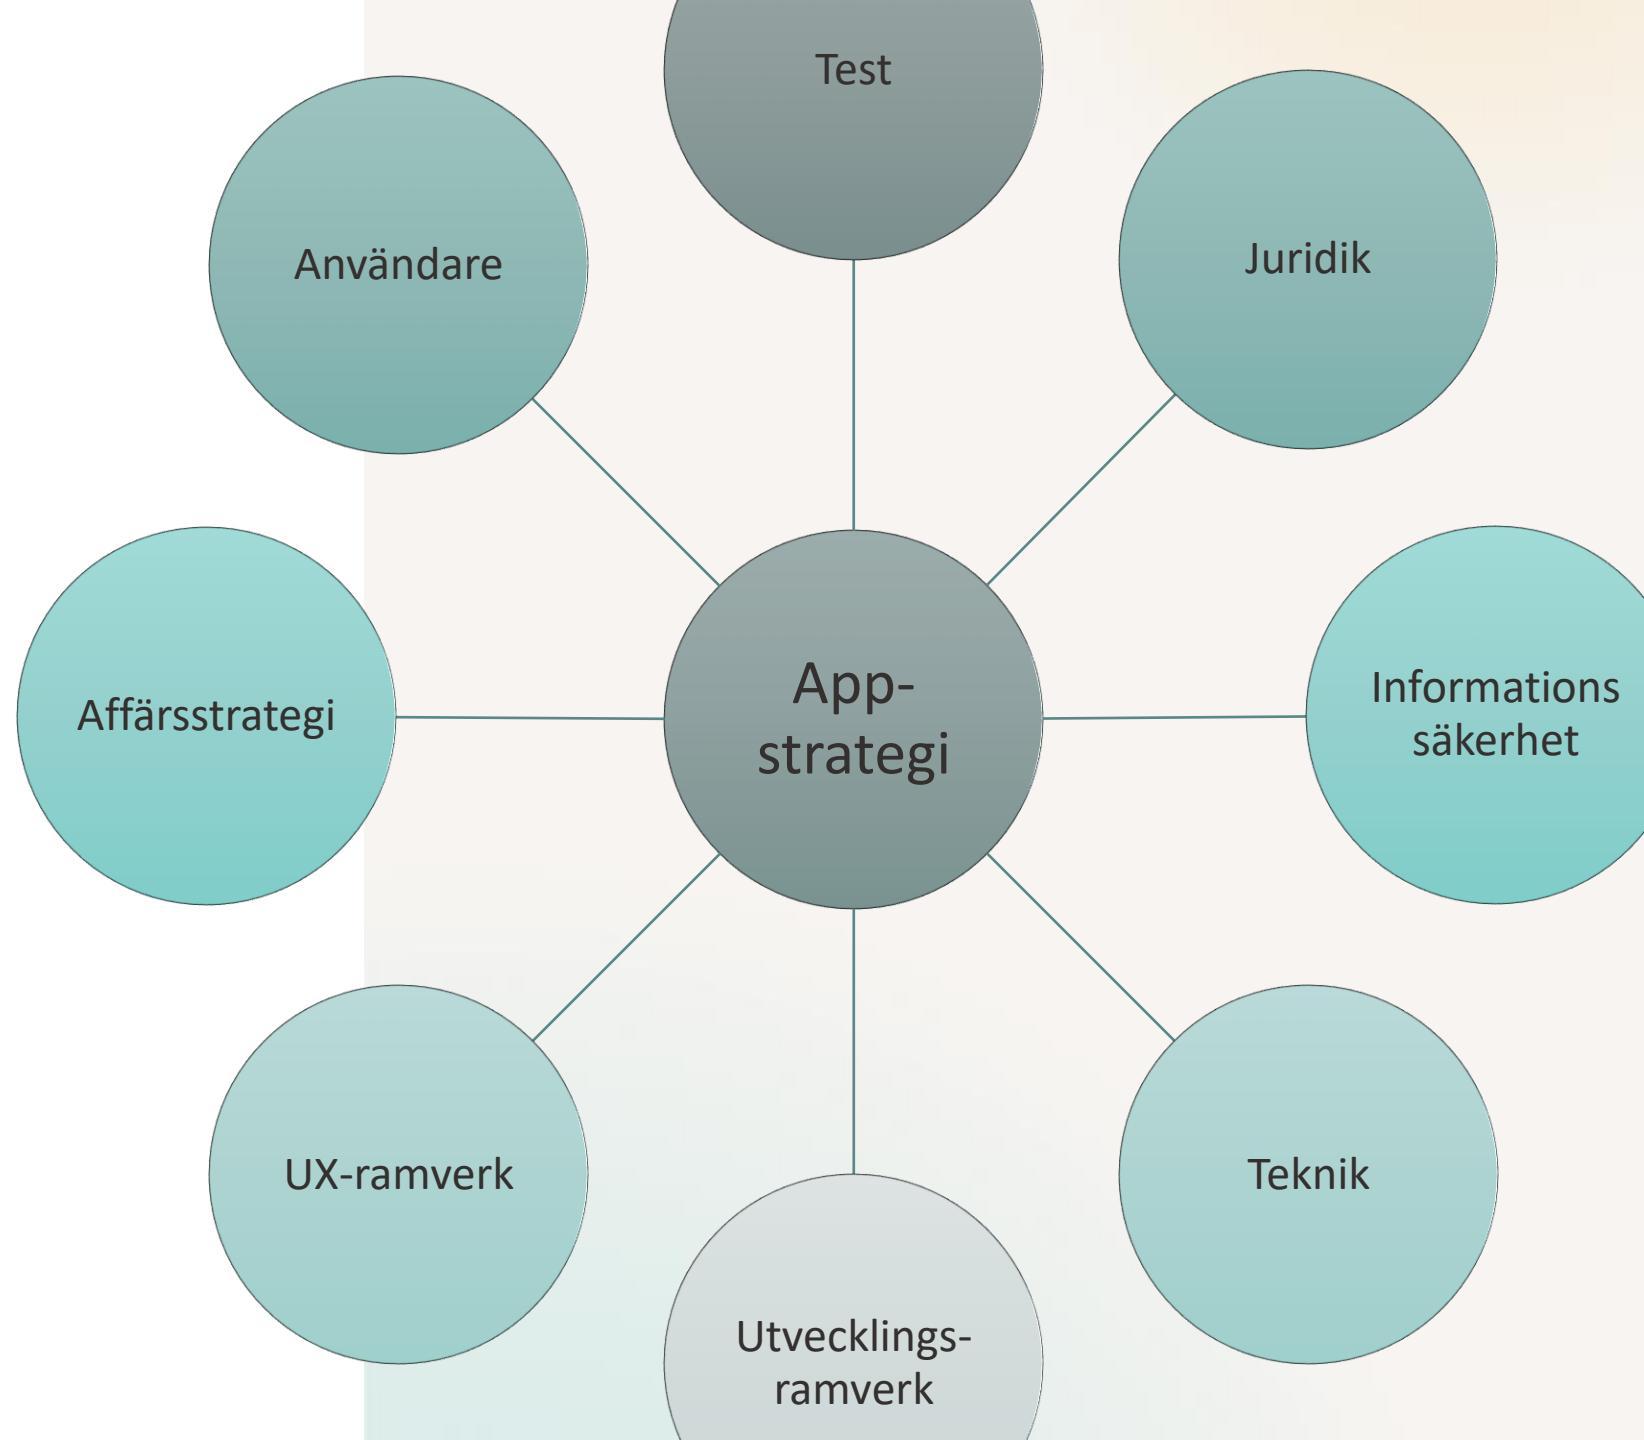 Test
Användare
Juridik
Affärsstrategi
App-
strategi
Informations
säkerhet
UX-ramverk
Teknik
Utvecklings-
ramverk